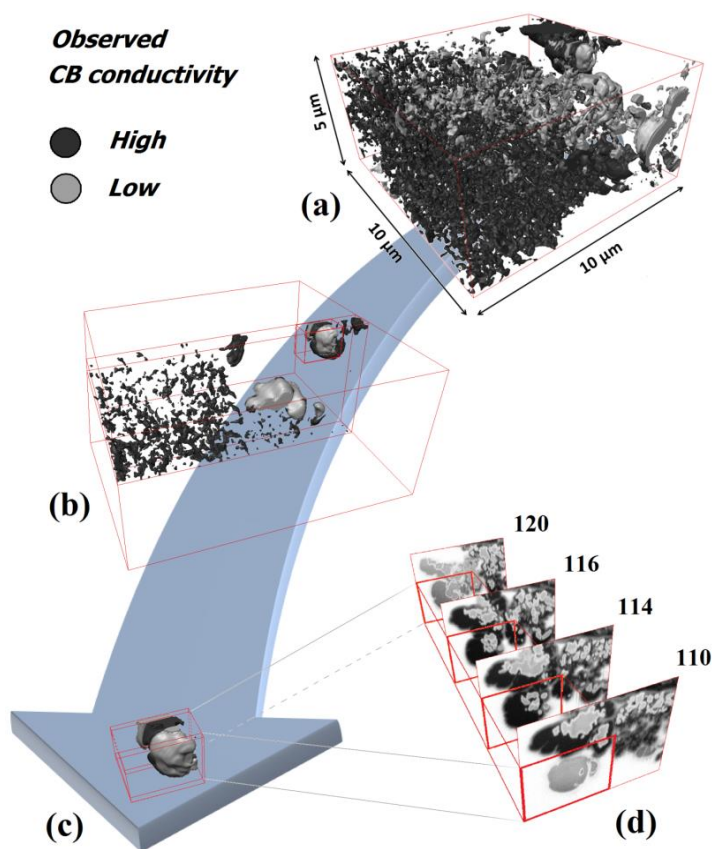 Observed
CB conductivity
High
Low
(a)
5 µm
10 µm
10 µm
(b)
120
116
114
110
(c)
(d)